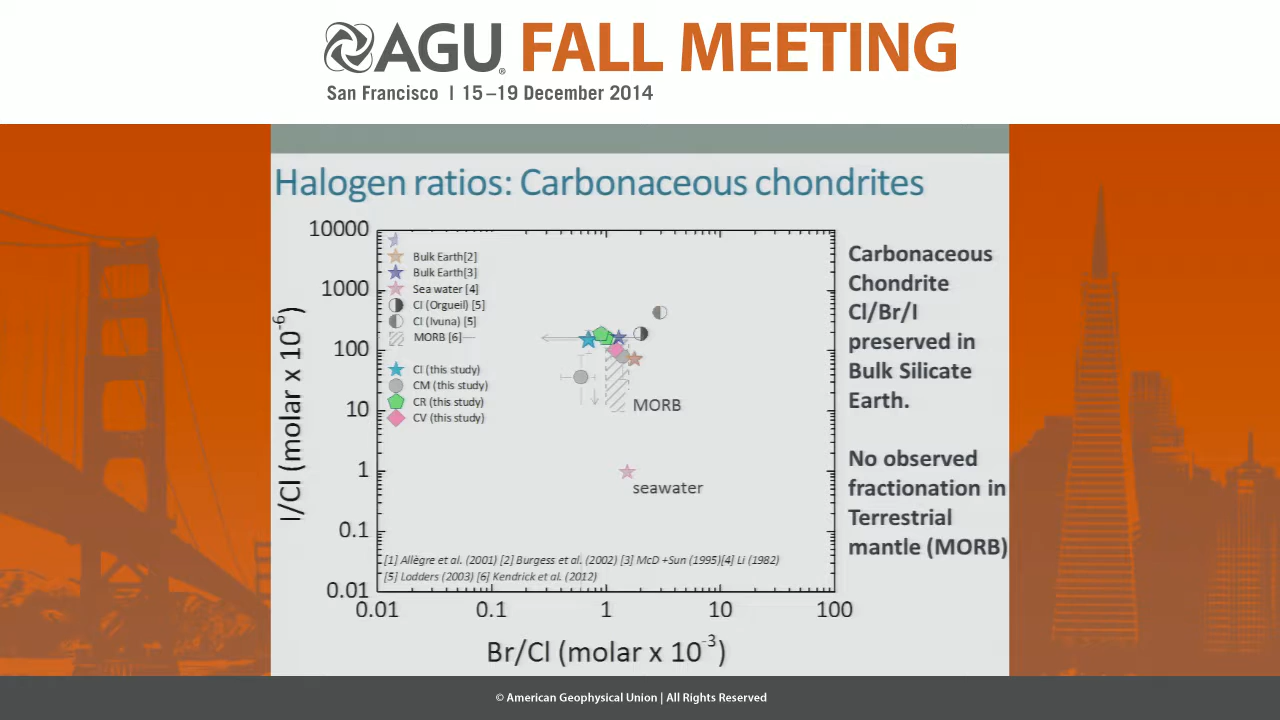 AGU FALL MEETING
San Francisco | 15–19 December 2014
Halogen ratios: Carbonaceous chondrites
10000
1000
100
10
1
0.1
0.01
I/Cl (molar x 10-6)
Bulk Earth[2]
Bulk Earth[3]
Sea water [4]
CI (Orgueil) [5]
CI (Ivuna) [5]
MORB [6]
CI (this study)
CM (this study)
CR (this study)
CV (this study)
MORB
seawater
[1] Allègre et al. (2001) [2] Burgess et al. (2002) [3] McD +Sun (1995)[4] Li (1982)
[5] Lodders (2003) [6] Kendrick et al. (2012)
0.01 0.1 1 10 100
Br/Cl (molar x 10-3)
Carbonaceous
Chondrite
Cl/Br/I
preserved in
Bulk Silicate
Earth.
No observed
fractionation in
Terrestrial
mantle (MORB)
© American Geophysical Union | All Rights Reserved